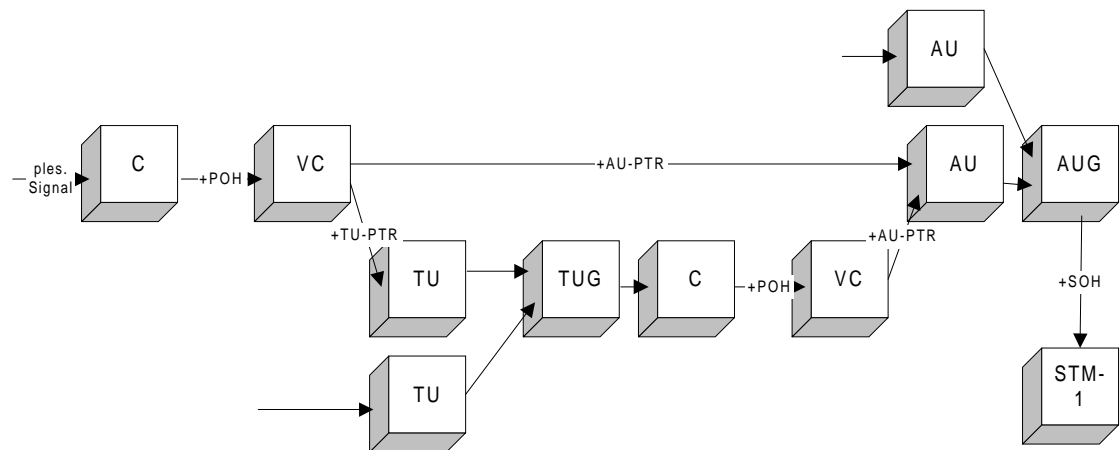 AU
ples.
Signal
C
+POH
VC
+AU-PTR
AU
AUG
+TU-PTR
+AU-PTR
TU
TUG
C
+POH
VC
+SOH
TU
STM-
1